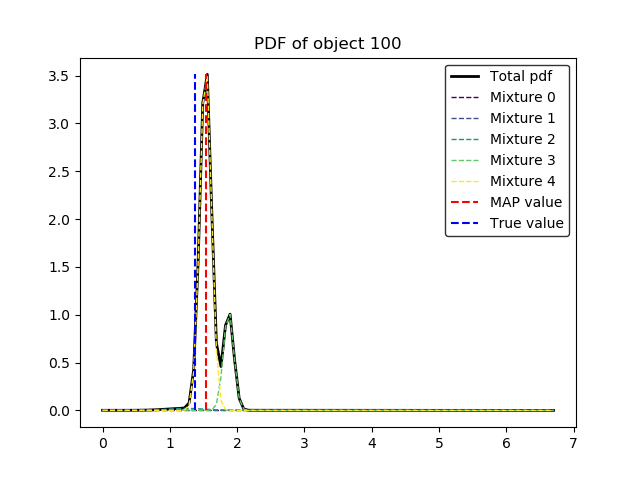 PDF of object 100
Total pdf
Mixture 0
Mixture 1
Mixture 2
Mixture 3
Mixture 4
MAP value
True value
3.5
3.0
2.5
2.0
1.5
1.0
0.5
0.0
0 1 2 3 4 5 6 7